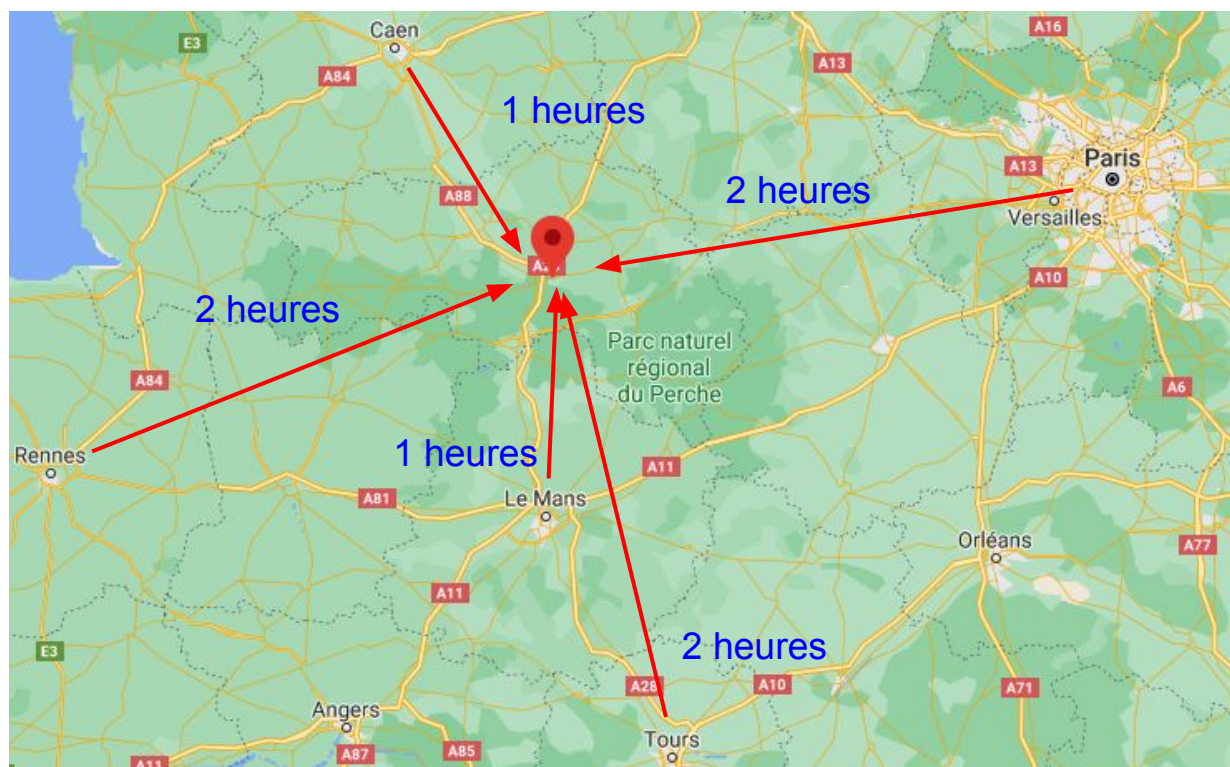 Caen
E3
A16
A84
A13
1 heures
Paris
A13
2 heures
A88
Versailles
A10
2 heures
Parc naturel
régional
du Perche
A84
A6
Rennes
1 heures
A11
Le Mans
A81
Orléans
A77
A11
E3
2 heures
A28
A10
A71
Angers
Tours
A87
A85
A11